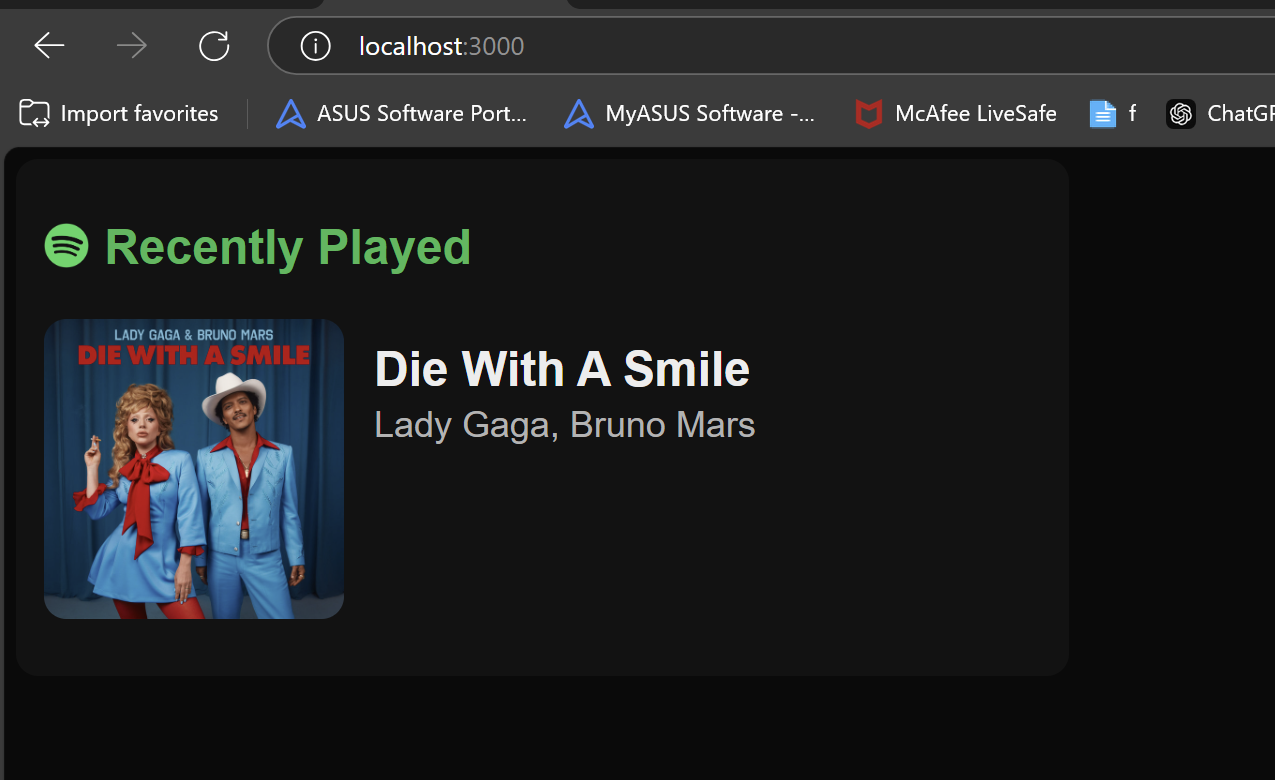 localhost:3000
Import favorites
ASUS Software Port...
MyASUS Software -...
McAfee LiveSafe
f
ChatGP
Recently Played
LADY GAGA & BRUNO MARS
DIE WITH A SMILE
Die With A Smile
Lady Gaga, Bruno Mars